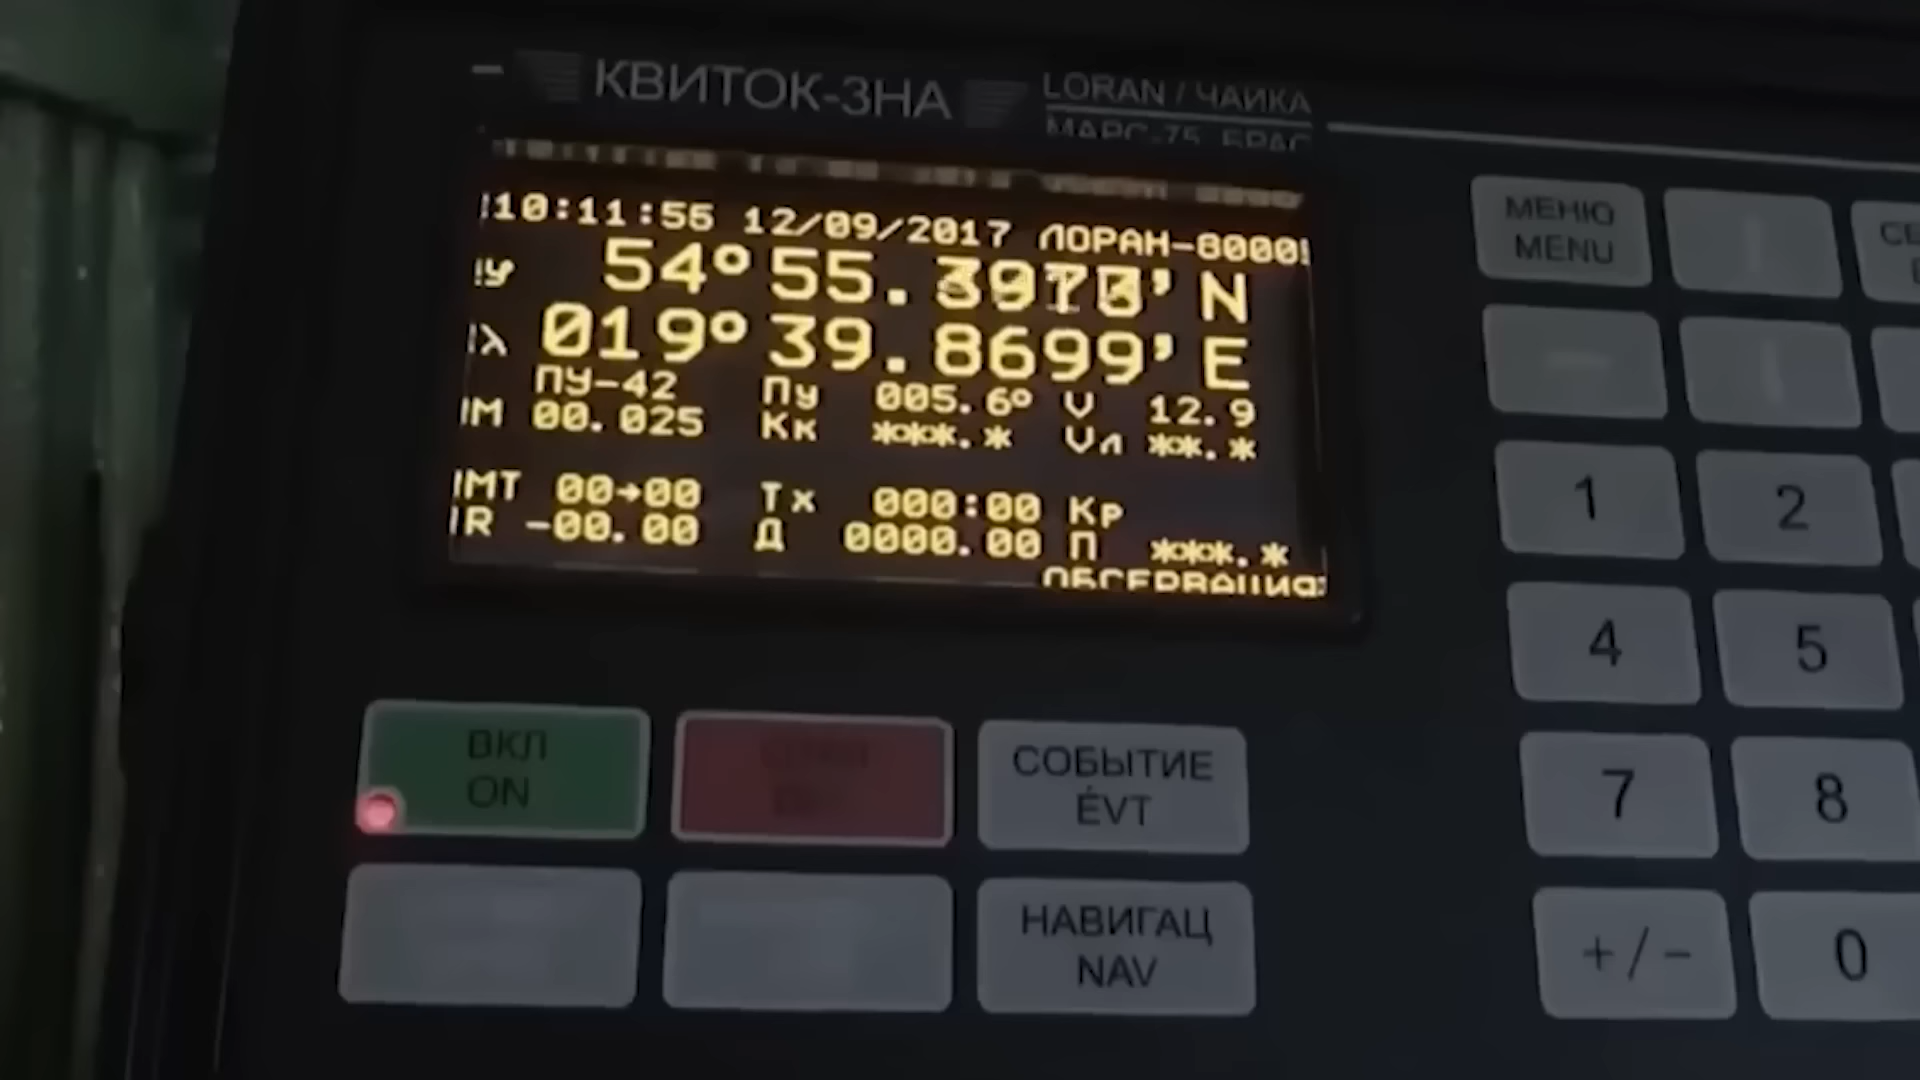 КВИТОК-3НА
LORAN / ЧАЙКА
МАРС-75 БРАС
10:11:55 12/09/2017 ЛОРАН-8000
54°55. ' N
λ 019°39.8699' E
ПУ-42 Пу 005.6° V 12.9
М 00.025 Кк ***.* Vл **.*
МТ 00→00 Тх 000:00 Кр
R -00.00 Д 0000.00 П ***.*
ОБСЕРВАЦИЯ
МЕНЮ
MENU
1
2
4
5
7
8
+/-
0
ВКЛ
ON
СОБЫТИЕ
ÉVT
НАВИГАЦ
NAV